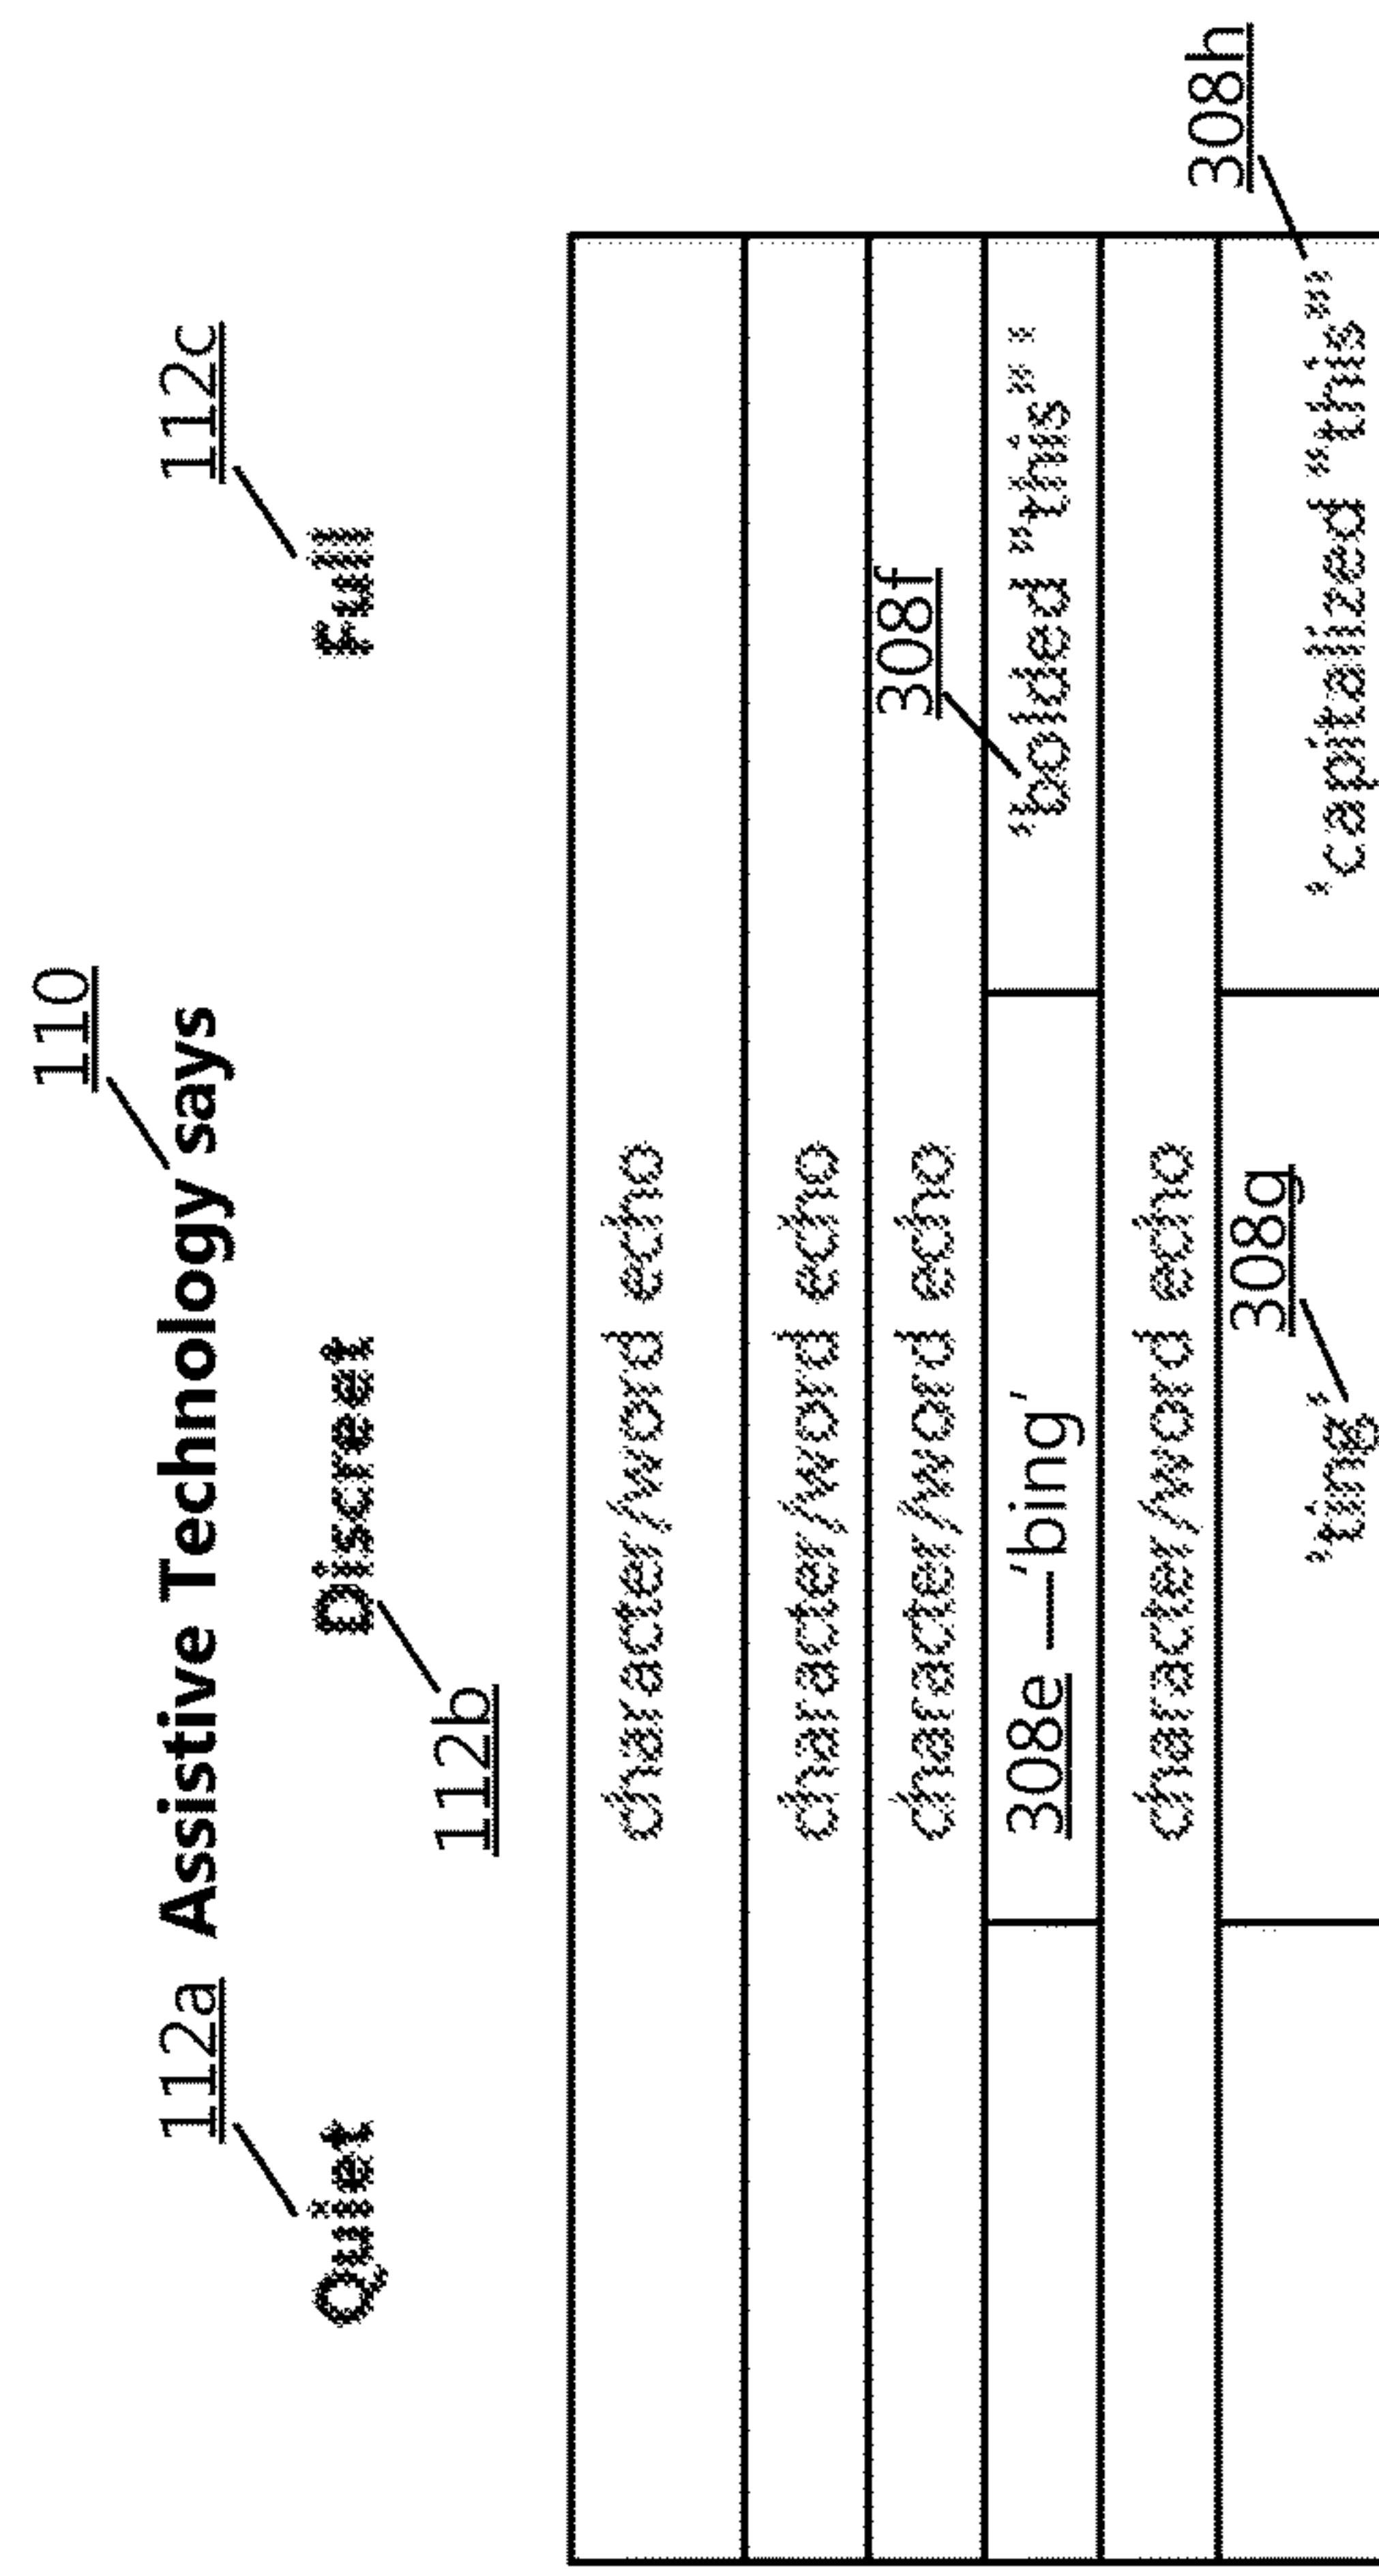 110
112a Assistive Technology says 112c
Quiet Discreet Full
112b
character/word echo
character/word echo
character/word echo
308f
308e —'bing' "bolded "this" "
character/word echo
308h
308g
"ting" "capitalized "this""